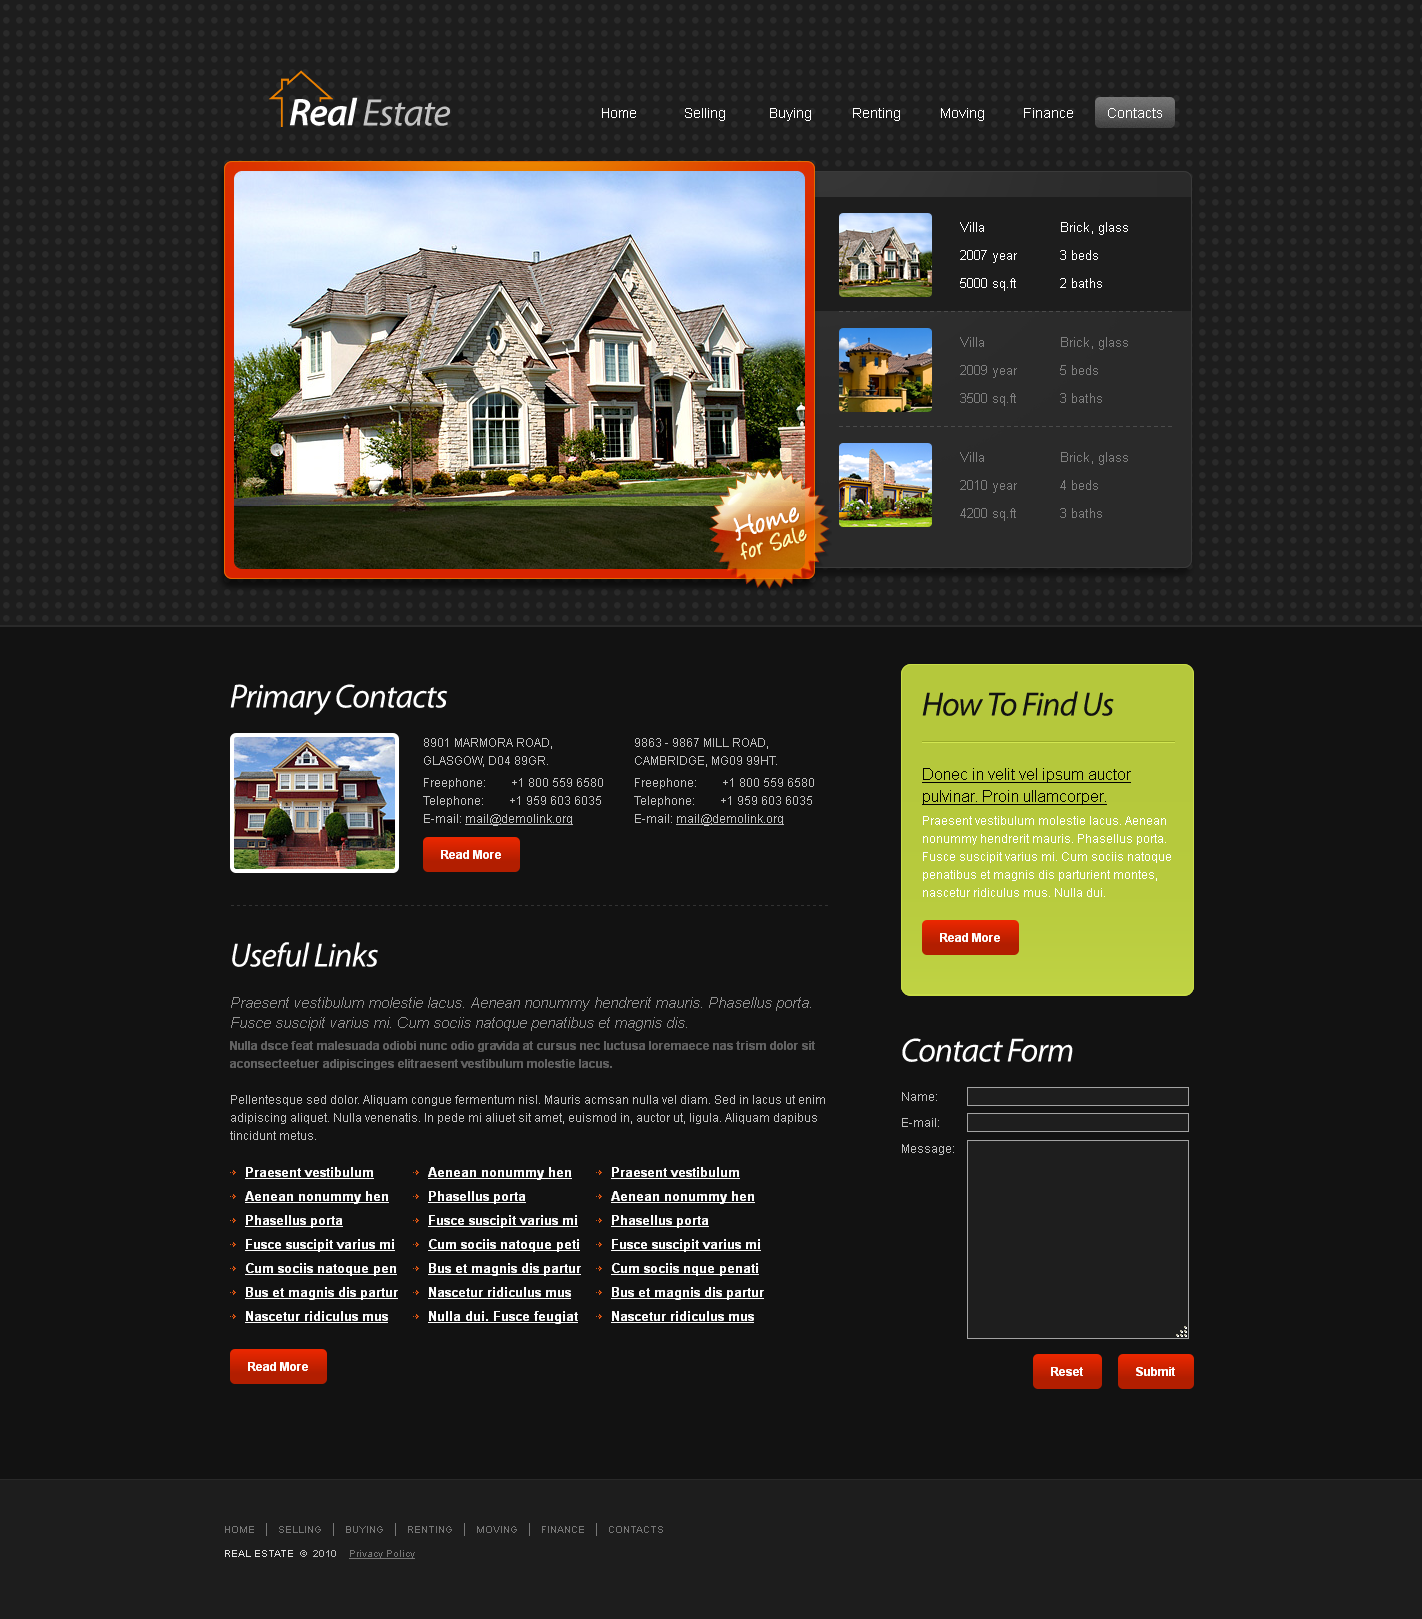 Real Estate
Home
Selling
Buying
Renting
Moving
Finance
Contacts
Villa
Brick, glass
2007 year
3 beds
5000 sq.ft
2 baths
Villa
Brick, glass
2009 year
5 beds
3500 sq.ft
3 baths
Villa
Brick, glass
2010 year
4 beds
4200 sq.ft
3 baths
Home
for Sale
Primary Contacts
8901 MARMORA ROAD,
GLASGOW, D04 89GR.
Freephone: +1 800 559 6580
Telephone: +1 959 603 6035
E-mail: mail@demolink.org
Read More
9863 - 9867 MILL ROAD,
CAMBRIDGE, MG09 99HT.
Freephone: +1 800 559 6580
Telephone: +1 959 603 6035
E-mail: mail@demolink.org
Useful Links
Praesent vestibulum molestie lacus. Aenean nonummy hendrerit mauris. Phasellus porta.
Fusce suscipit varius mi. Cum sociis natoque penatibus et magnis dis.
Nulla dsce feat malesuada odiobi nunc odio gravida at cursus nec luctusa loremaece nas trism dolor sit
aconsecteetuer adipiscinges elitraesent vestibulum molestie lacus.
Pellentesque sed dolor. Aliquam congue fermentum nisl. Mauris acmsan nulla vel diam. Sed in lacus ut enim
adipiscing aliquet. Nulla venenatis. In pede mi aliuet sit amet, euismod in, auctor ut, ligula. Aliquam dapibus
tincidunt metus.
Praesent vestibulum
Aenean nonummy hen
Phasellus porta
Fusce suscipit varius mi
Cum sociis natoque pen
Bus et magnis dis partur
Nascetur ridiculus mus
Aenean nonummy hen
Phasellus porta
Fusce suscipit varius mi
Cum sociis natoque peti
Bus et magnis dis partur
Nascetur ridiculus mus
Nulla dui. Fusce feugiat
Praesent vestibulum
Aenean nonummy hen
Phasellus porta
Fusce suscipit varius mi
Cum sociis nque penati
Bus et magnis dis partur
Nascetur ridiculus mus
Read More
How To Find Us
Donec in velit vel ipsum auctor
pulvinar. Proin ullamcorper.
Praesent vestibulum molestie lacus. Aenean
nonummy hendrerit mauris. Phasellus porta.
Fusce suscipit varius mi. Cum sociis natoque
penatibus et magnis dis parturient montes,
nascetur ridiculus mus. Nulla dui.
Read More
Contact Form
Name:
E-mail:
Message:
Reset
Submit
HOME
SELLING
BUYING
RENTING
MOVING
FINANCE
CONTACTS
REAL ESTATE © 2010 Privacy Policy